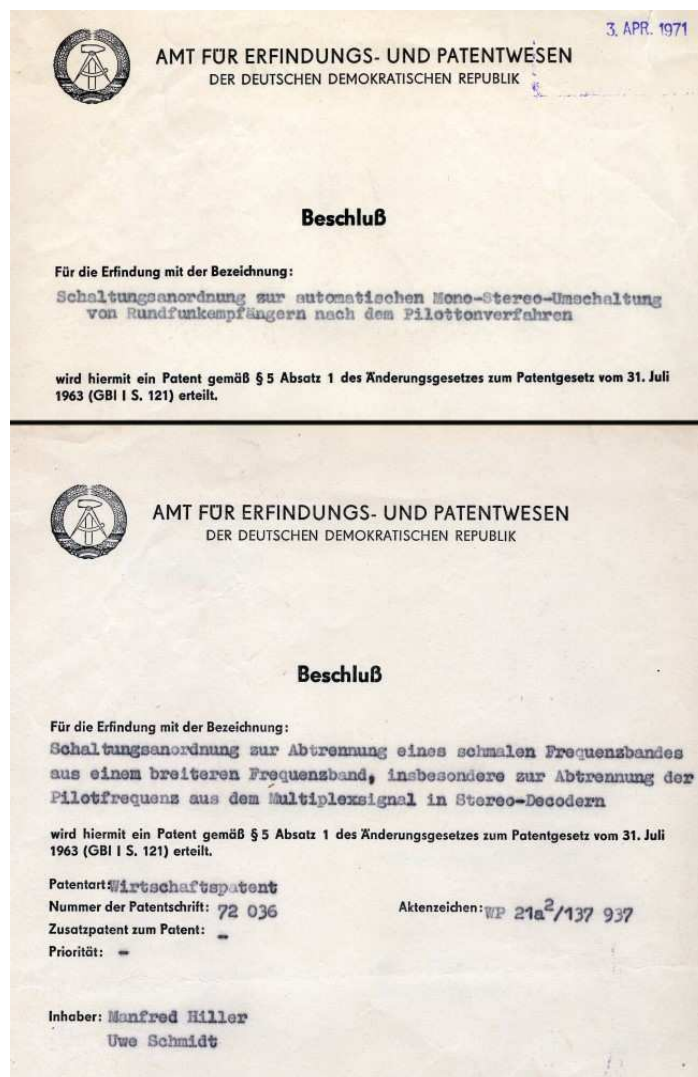 3. APR. 1971
AMT FÜR ERFINDUNGS- UND PATENTWESEN
DER DEUTSCHEN DEMOKRATISCHEN REPUBLIK
Beschluß
Für die Erfindung mit der Bezeichnung:
Schaltungsanordnung zur automatischen Mono-Stereo-Umschaltung
von Rundfunkempfängern nach dem Pilottonverfahren
wird hiermit ein Patent gemäß § 5 Absatz 1 des Änderungsgesetzes zum Patentgesetz vom 31. Juli
1963 (GBl I S. 121) erteilt.
AMT FÜR ERFINDUNGS- UND PATENTWESEN
DER DEUTSCHEN DEMOKRATISCHEN REPUBLIK
Beschluß
Für die Erfindung mit der Bezeichnung:
Schaltungsanordnung zur Abtrennung eines schmalen Frequenzbandes
aus einem breiteren Frequenzband, insbesondere zur Abtrennung der
Pilotfrequenz aus dem Multiplexsignal in Stereo-Decodern
wird hiermit ein Patent gemäß § 5 Absatz 1 des Änderungsgesetzes zum Patentgesetz vom 31. Juli
1963 (GBl I S. 121) erteilt.
Patentart: Wirtschaftspatent
Nummer der Patentschrift: 72 036 Aktenzeichen: WP 21a²/137 937
Zusatzpatent zum Patent: -
Priorität: -
Inhaber: Manfred Hiller
Uwe Schmidt